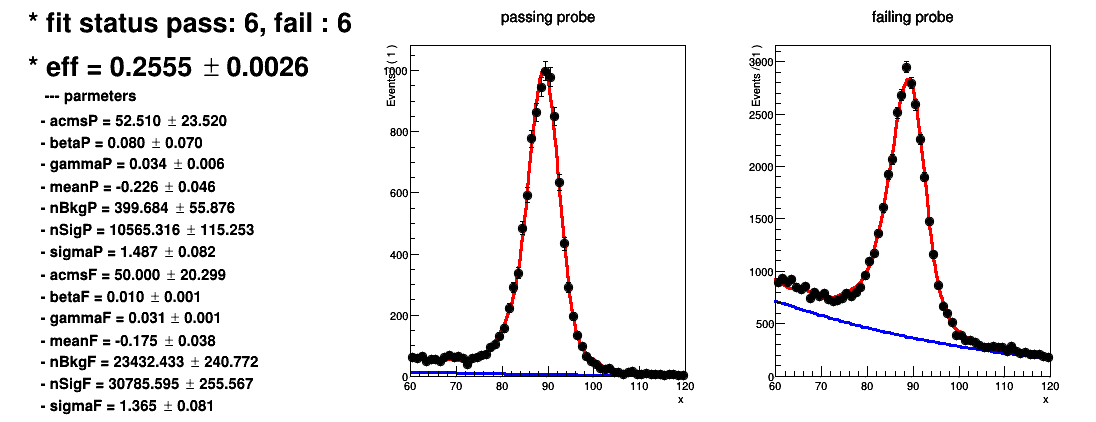 * fit status pass: 6, fail : 6
* eff = 0.2555 ± 0.0026
--- parmeters
- acmsP = 52.510 ± 23.520
- betaP = 0.080 ± 0.070
- gammaP = 0.034 ± 0.006
- meanP = -0.226 ± 0.046
- nBkgP = 399.684 ± 55.876
- nSigP = 10565.316 ± 115.253
- sigmaP = 1.487 ± 0.082
- acmsF = 50.000 ± 20.299
- betaF = 0.010 ± 0.001
- gammaF = 0.031 ± 0.001
- meanF = -0.175 ± 0.038
- nBkgF = 23432.433 ± 240.772
- nSigF = 30785.595 ± 255.567
- sigmaF = 1.365 ± 0.081
passing probe
Events / ( 1 )
1000
800
600
400
200
0
60 70 80 90 100 110 120
x
failing probe
Events / ( 1 )
3000
2500
2000
1500
1000
500
0
60 70 80 90 100 110 120
x